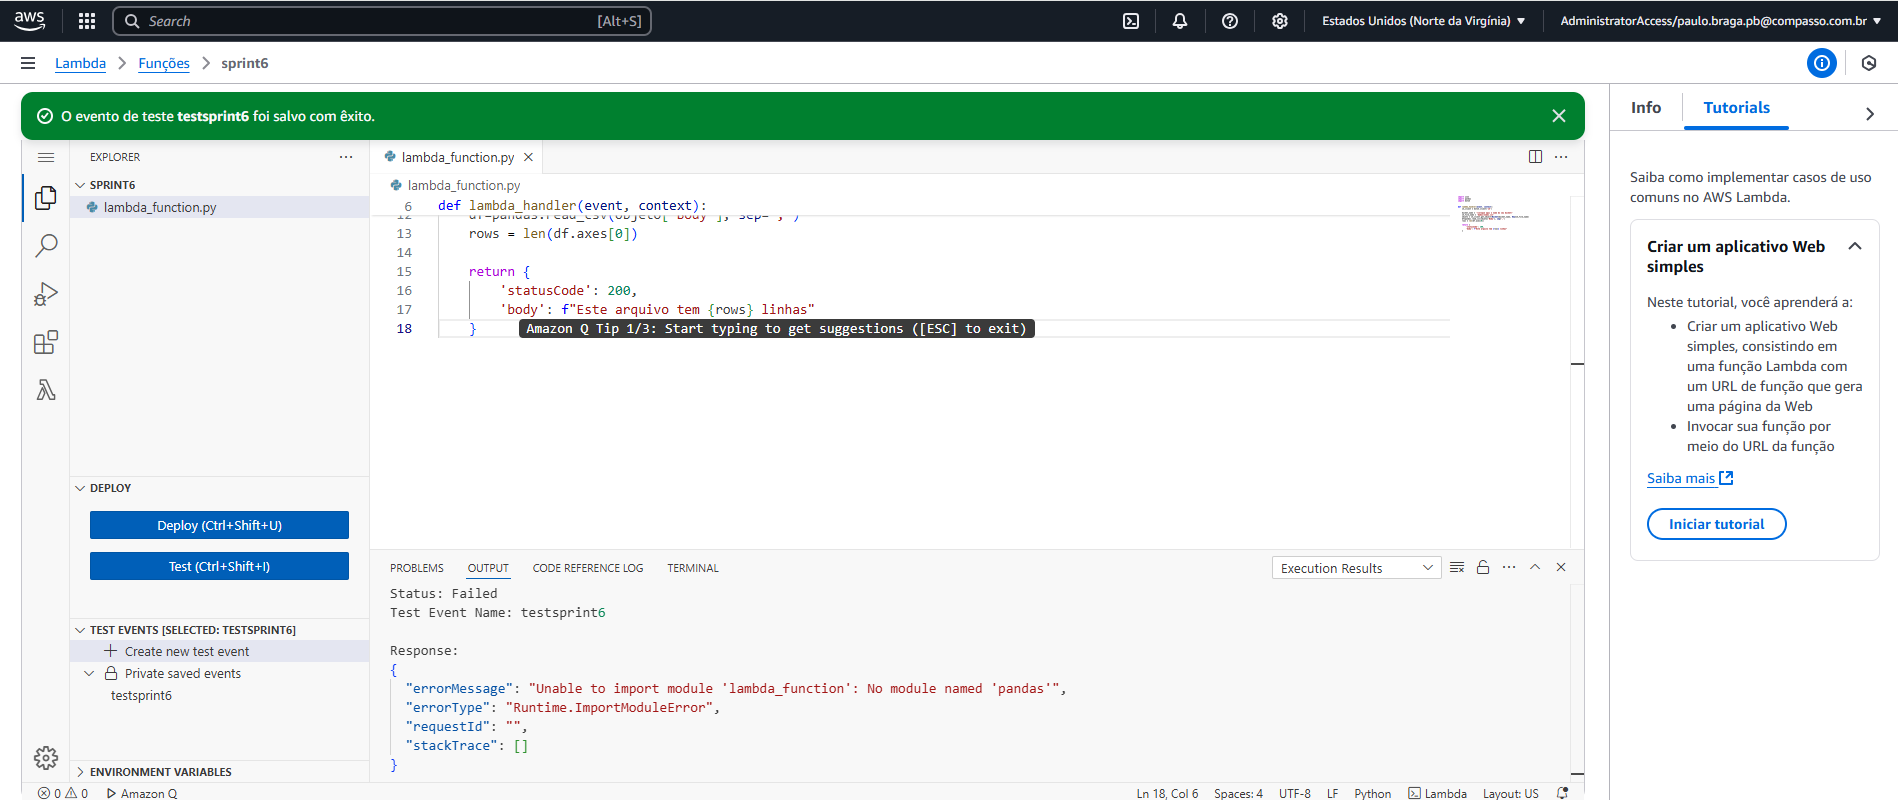 aws
Search
[Alt+S]
Estados Unidos (Norte da Virgínia)
AdministratorAccess/paulo.braga.pb@compasso.com.br
Lambda
Funções
sprint6
O evento de teste testsprint6 foi salvo com êxito.
EXPLORER
SPRINT6
lambda_function.py
DEPLOY
Deploy (Ctrl+Shift+U)
Test (Ctrl+Shift+I)
TEST EVENTS [SELECTED: TESTSPRINT6]
Create new test event
Private saved events
testsprint6
ENVIRONMENT VARIABLES
lambda_function.py
lambda_function.py
6 def lambda_handler(event, context):
13 rows = len(df.axes[0])
14
15 return {
16 'statusCode': 200,
17 'body': f"Este arquivo tem {rows} linhas"
18 } Amazon Q Tip 1/3: Start typing to get suggestions ([ESC] to exit)
PROBLEMS
OUTPUT
CODE REFERENCE LOG
TERMINAL
Execution Results
Status: Failed
Test Event Name: testsprint6
Response:
{
"errorMessage": "Unable to import module 'lambda_function': No module named 'pandas'",
"errorType": "Runtime.ImportModuleError",
"requestId": "",
"stackTrace": []
}
0 0 Amazon Q
Ln 18, Col 6
Spaces: 4
UTF-8
LF
Python
Lambda
Layout: US
Info
Tutorials
Saiba como implementar casos de uso
comuns no AWS Lambda.
Criar um aplicativo Web
simples
Neste tutorial, você aprenderá a:
Criar um aplicativo Web
simples, consistindo em
uma função Lambda com
um URL de função que gera
uma página da Web
Invocar sua função por
meio do URL da função
Saiba mais
Iniciar tutorial